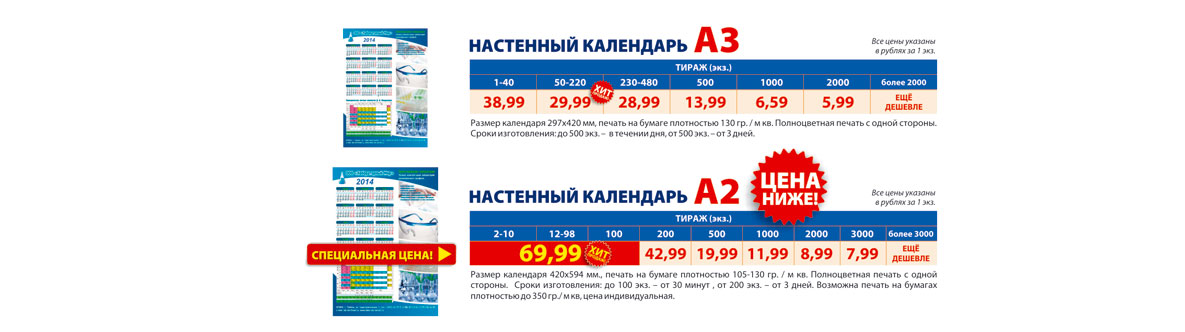 2014
НАСТЕННЫЙ КАЛЕНДАРЬ А3
Все цены указаны
в рублях за 1 экз.
ТИРАЖ (экз.)
1-40 50-220 230-480 500 1000 2000 более 2000
38,99 29,99 ХИТ 28,99 13,99 6,59 5,99 ЕЩЁ ДЕШЕВЛЕ
Размер календаря 297х420 мм, печать на бумаге плотностью 130 гр. / м кв. Полноцветная печать с одной стороны.
Сроки изготовления: до 500 экз. – в течении дня, от 500 экз. – от 3 дней.
2014
СПЕЦИАЛЬНАЯ ЦЕНА!
НАСТЕННЫЙ КАЛЕНДАРЬ А2
ЦЕНА
НИЖЕ!
Все цены указаны
в рублях за 1 экз.
ТИРАЖ (экз.)
2-10 12-98 100 200 500 1000 2000 3000 более 3000
69,99 ХИТ 42,99 19,99 11,99 8,99 7,99 ЕЩЁ ДЕШЕВЛЕ
Размер календаря 420х594 мм., печать на бумаге плотностью 105-130 гр. / м кв. Полноцветная печать с одной
стороны. Сроки изготовления: до 100 экз. – от 30 минут , от 200 экз. – от 3 дней. Возможна печать на бумагах
плотностью до 350 гр./ м кв, цена индивидуальная.